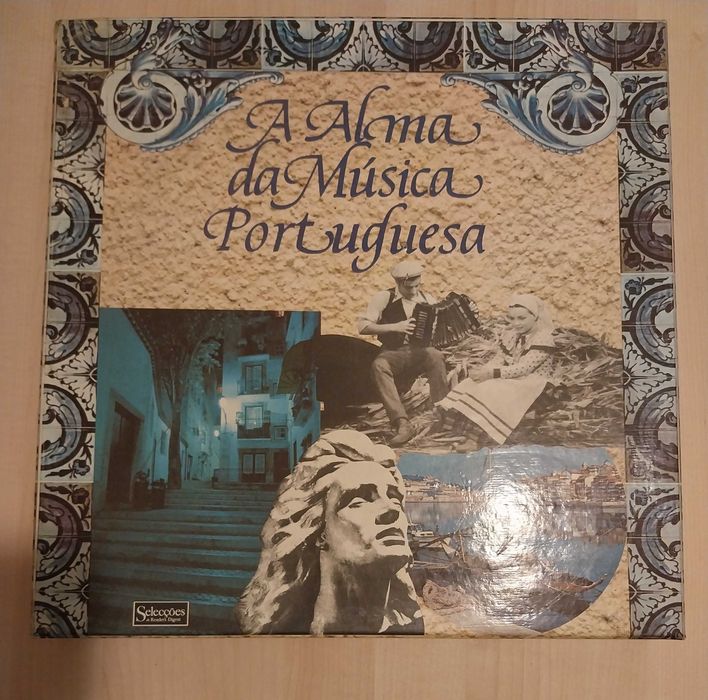 A Alma
da Música
Portuguesa
Selecções
do Reader's Digest